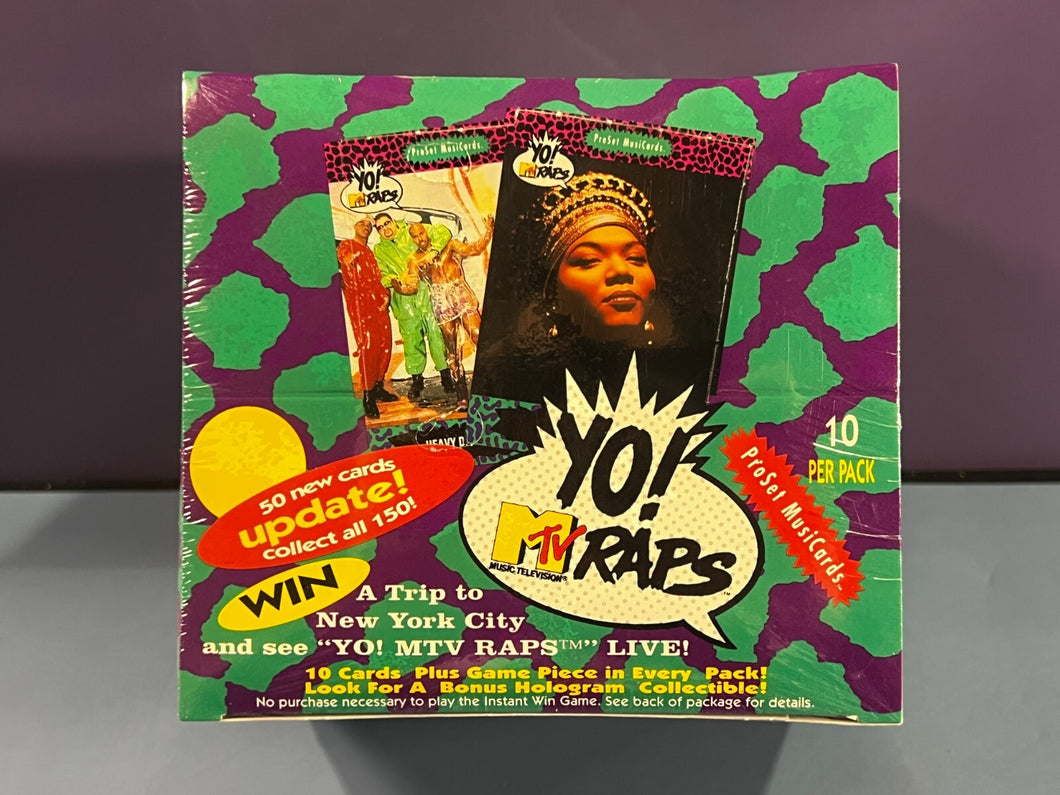 ProSet MusiCards
YO!
MTV RAPS
ProSet MusiCards
YO!
MTV RAPS
HEAVY D
50 new cards
update!
collect all 150!
YO!
MTV
MUSIC TELEVISION®
RAPS™
10
PER PACK
ProSet MusiCards™
WIN
A Trip to
New York City
and see "YO! MTV RAPS™" LIVE!
10 Cards Plus Game Piece in Every Pack!
Look For A Bonus Hologram Collectible!
No purchase necessary to play the Instant Win Game. See back of package for details.